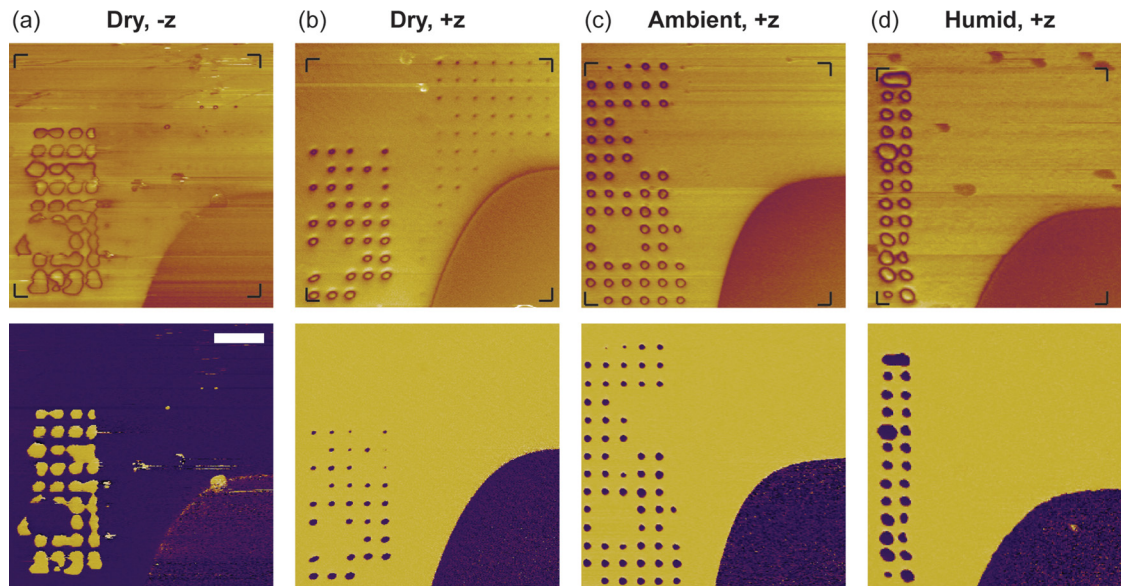 (a) Dry, -z (b) Dry, +z (c) Ambient, +z (d) Humid, +z